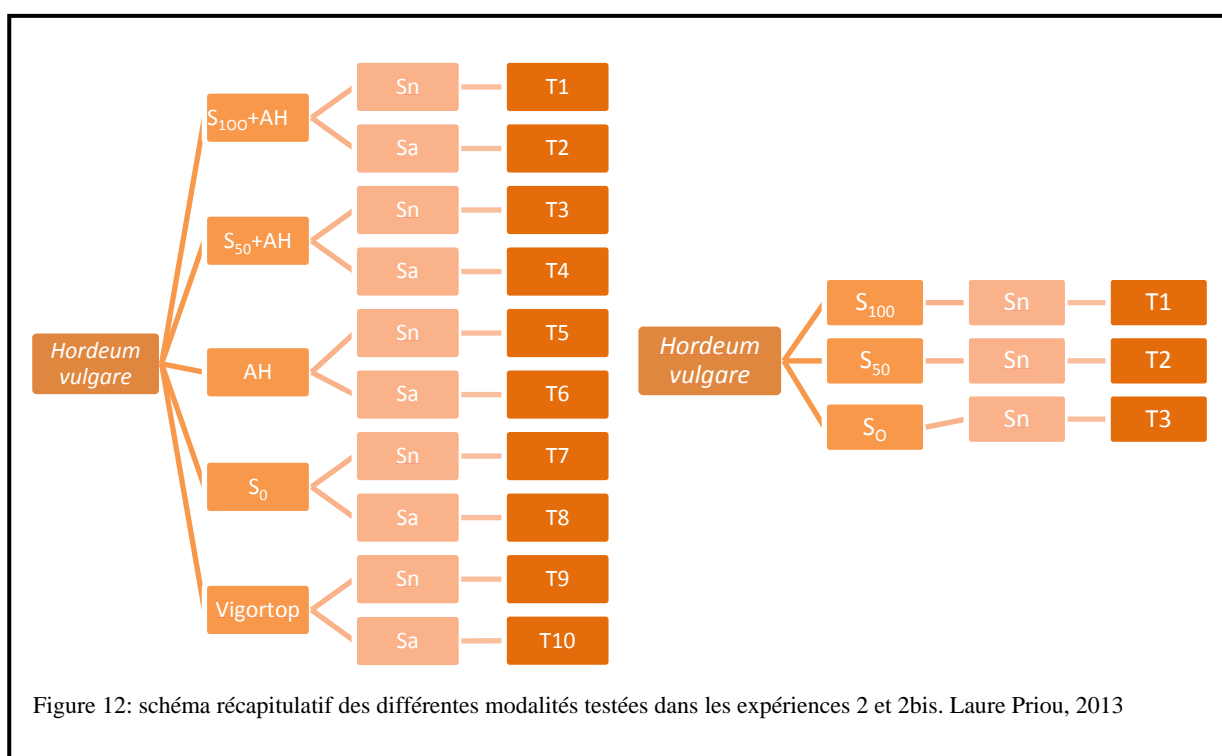 Hordeum
vulgare
S100+AH
Sn
T1
Sa
T2
S50+AH
Sn
T3
Sa
T4
AH
Sn
T5
Sa
T6
S0
Sn
T7
Sa
T8
Vigortop
Sn
T9
Sa
T10
Hordeum
vulgare
S100
Sn
T1
S50
Sn
T2
SO
Sn
T3
Figure 12: schéma récapitulatif des différentes modalités testées dans les expériences 2 et 2bis. Laure Priou, 2013